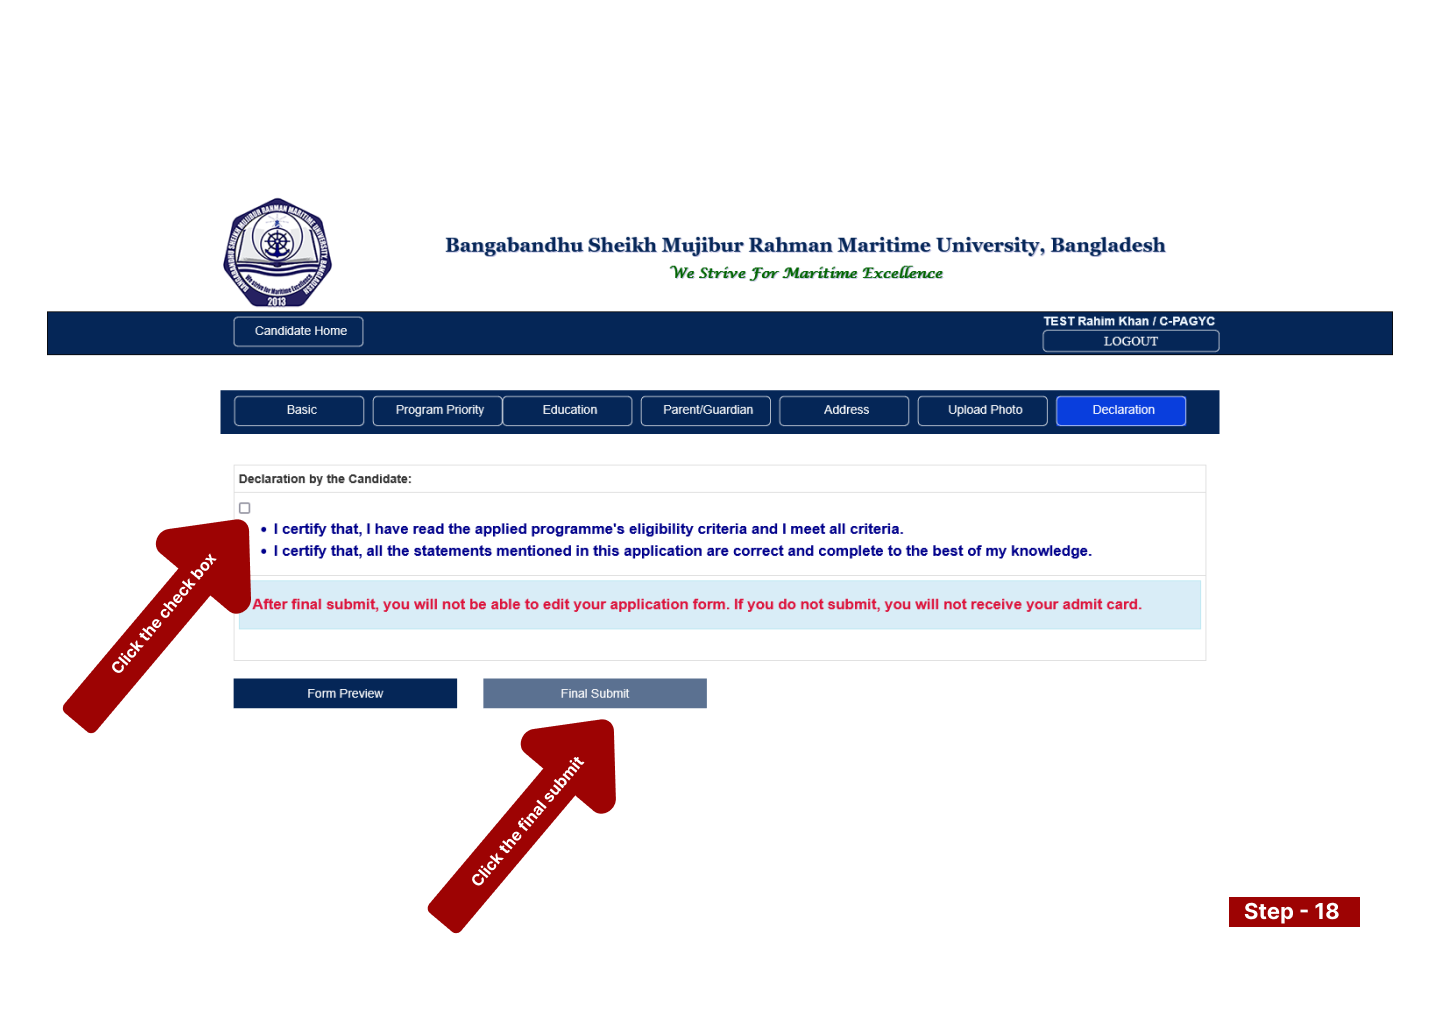 BANGABANDHU SHEIKH MUJIBUR RAHMAN MARITIME UNIVERSITY BANGLADESH
We Strive for Maritime Excellence
2013
Bangabandhu Sheikh Mujibur Rahman Maritime University, Bangladesh
We Strive For Maritime Excellence
Candidate Home
TEST Rahim Khan / C-PAGYC
LOGOUT
Basic
Program Priority
Education
Parent/Guardian
Address
Upload Photo
Declaration
Declaration by the Candidate:
• I certify that, I have read the applied programme's eligibility criteria and I meet all criteria.
• I certify that, all the statements mentioned in this application are correct and complete to the best of my knowledge.
Click the check box
After final submit, you will not be able to edit your application form. If you do not submit, you will not receive your admit card.
Form Preview
Final Submit
Click the final submit
Step - 18